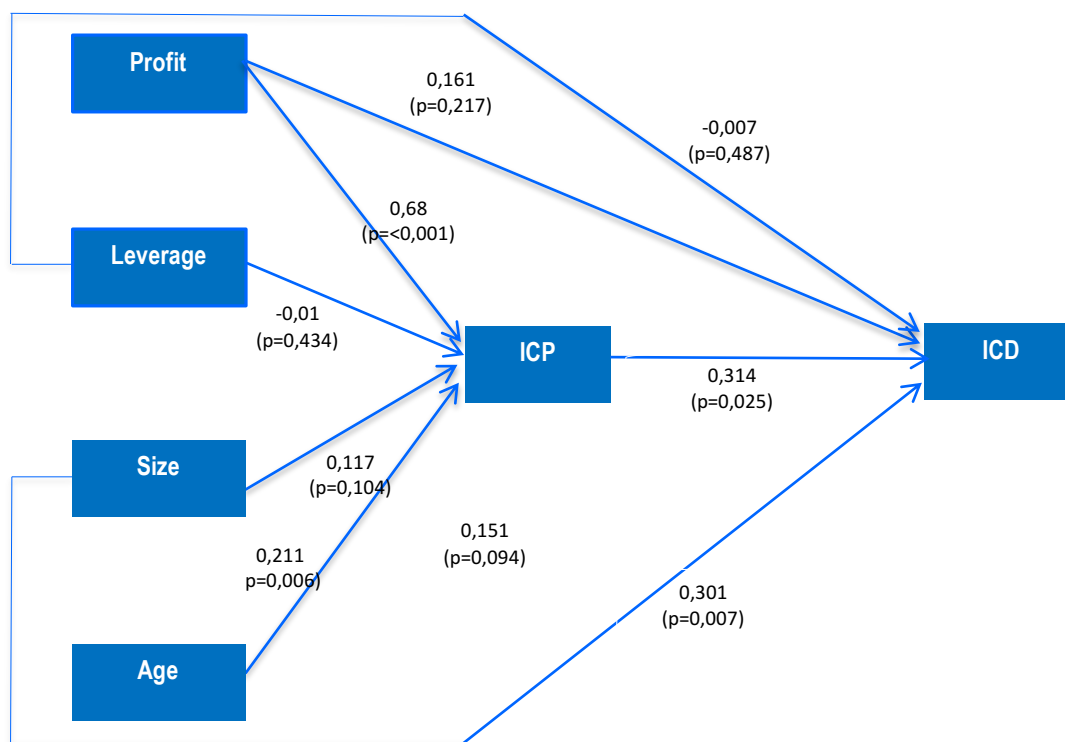 Profit
0,161
(p=0,217)
-0,007
(p=0,487)
0,68
(p=<0,001)
Leverage
-0,01
(p=0,434)
ICP
ICD
0,314
(p=0,025)
Size
0,117
(p=0,104)
0,151
(p=0,094)
0,211
p=0,006)
0,301
(p=0,007)
Age